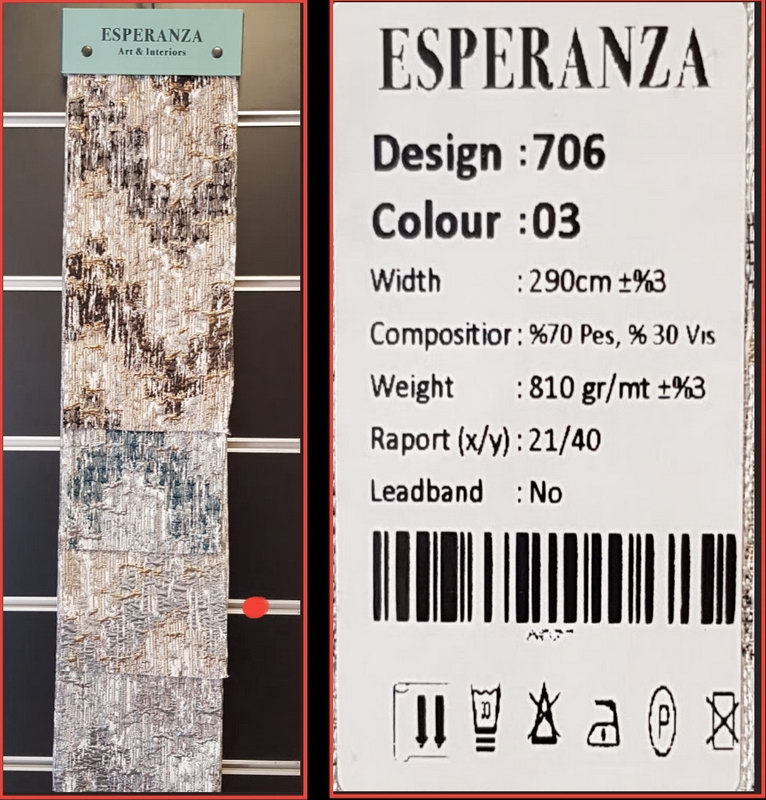 ESPERANZA
Art & Interiors
ESPERANZA
Design :706
Colour :03
Width : 290cm ±%3
Compositior : %70 Pes, % 30 Vıs
Weight : 810 gr/mt ±%3
Raport (x/y) : 21/40
Leadband : No
P